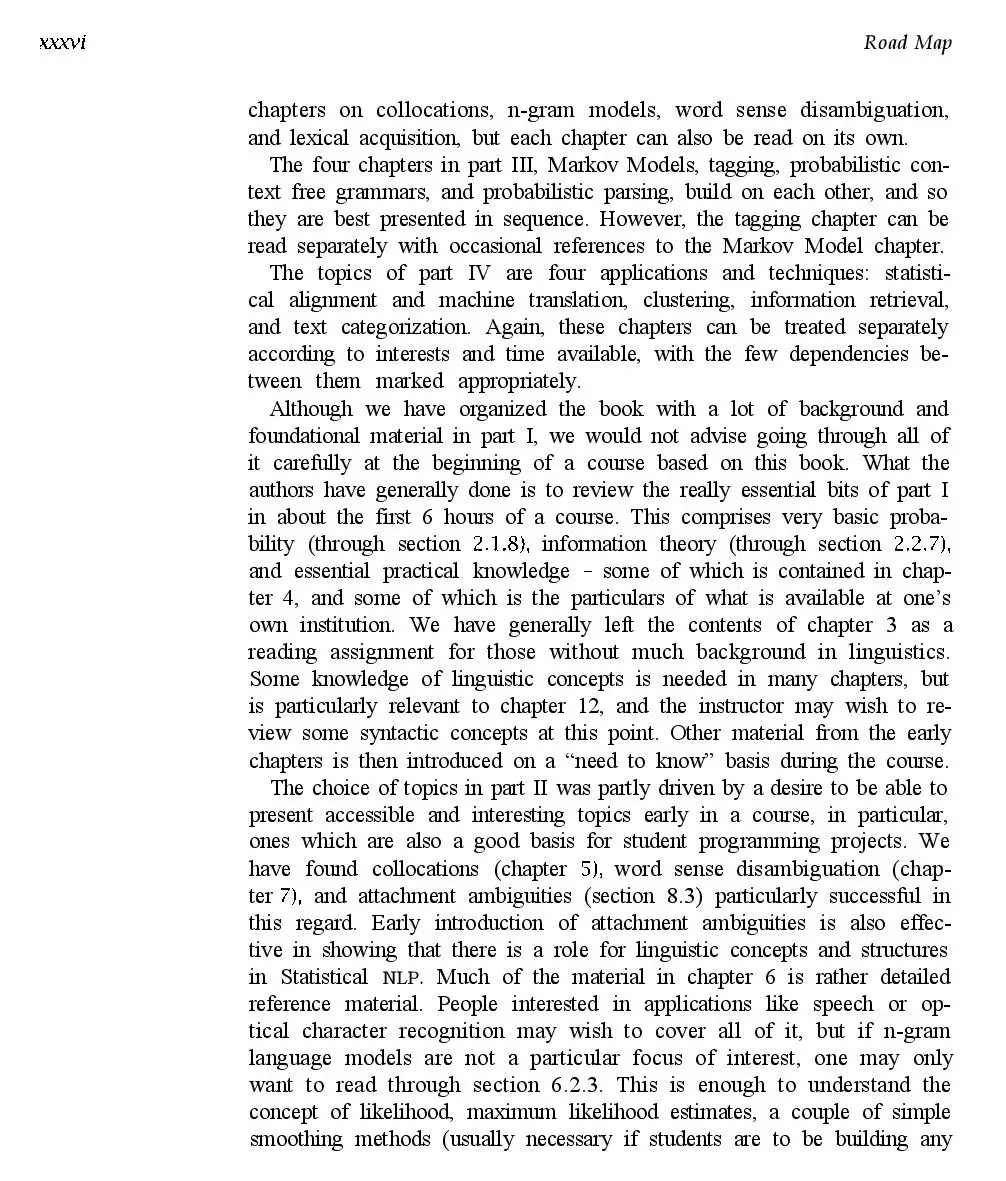 xxxvi Road Map
chapters on collocations, n-gram models, word sense disambiguation,
and lexical acquisition, but each chapter can also be read on its own.
The four chapters in part III, Markov Models, tagging, probabilistic con-
text free grammars, and probabilistic parsing, build on each other, and so
they are best presented in sequence. However, the tagging chapter can be
read separately with occasional references to the Markov Model chapter.
The topics of part IV are four applications and techniques: statisti-
cal alignment and machine translation, clustering, information retrieval,
and text categorization. Again, these chapters can be treated separately
according to interests and time available, with the few dependencies be-
tween them marked appropriately.
Although we have organized the book with a lot of background and
foundational material in part I, we would not advise going through all of
it carefully at the beginning of a course based on this book. What the
authors have generally done is to review the really essential bits of part I
in about the first 6 hours of a course. This comprises very basic proba-
bility (through section 2.1.8), information theory (through section 2.2.7),
and essential practical knowledge – some of which is contained in chap-
ter 4, and some of which is the particulars of what is available at one's
own institution. We have generally left the contents of chapter 3 as a
reading assignment for those without much background in linguistics.
Some knowledge of linguistic concepts is needed in many chapters, but
is particularly relevant to chapter 12, and the instructor may wish to re-
view some syntactic concepts at this point. Other material from the early
chapters is then introduced on a “need to know” basis during the course.
The choice of topics in part II was partly driven by a desire to be able to
present accessible and interesting topics early in a course, in particular,
ones which are also a good basis for student programming projects. We
have found collocations (chapter 5), word sense disambiguation (chap-
ter 7), and attachment ambiguities (section 8.3) particularly successful in
this regard. Early introduction of attachment ambiguities is also effec-
tive in showing that there is a role for linguistic concepts and structures
in Statistical NLP. Much of the material in chapter 6 is rather detailed
reference material. People interested in applications like speech or op-
tical character recognition may wish to cover all of it, but if n-gram
language models are not a particular focus of interest, one may only
want to read through section 6.2.3. This is enough to understand the
concept of likelihood, maximum likelihood estimates, a couple of simple
smoothing methods (usually necessary if students are to be building any